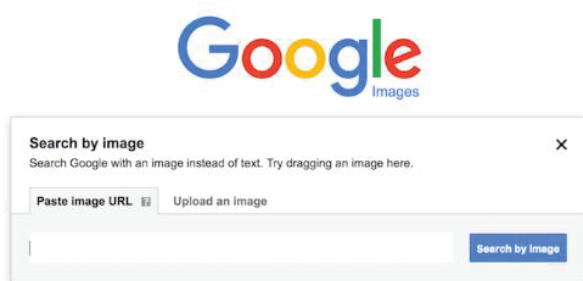 Google
Images
Search by image
Search Google with an image instead of text. Try dragging an image here.
Paste image URL
Upload an image
Search by image